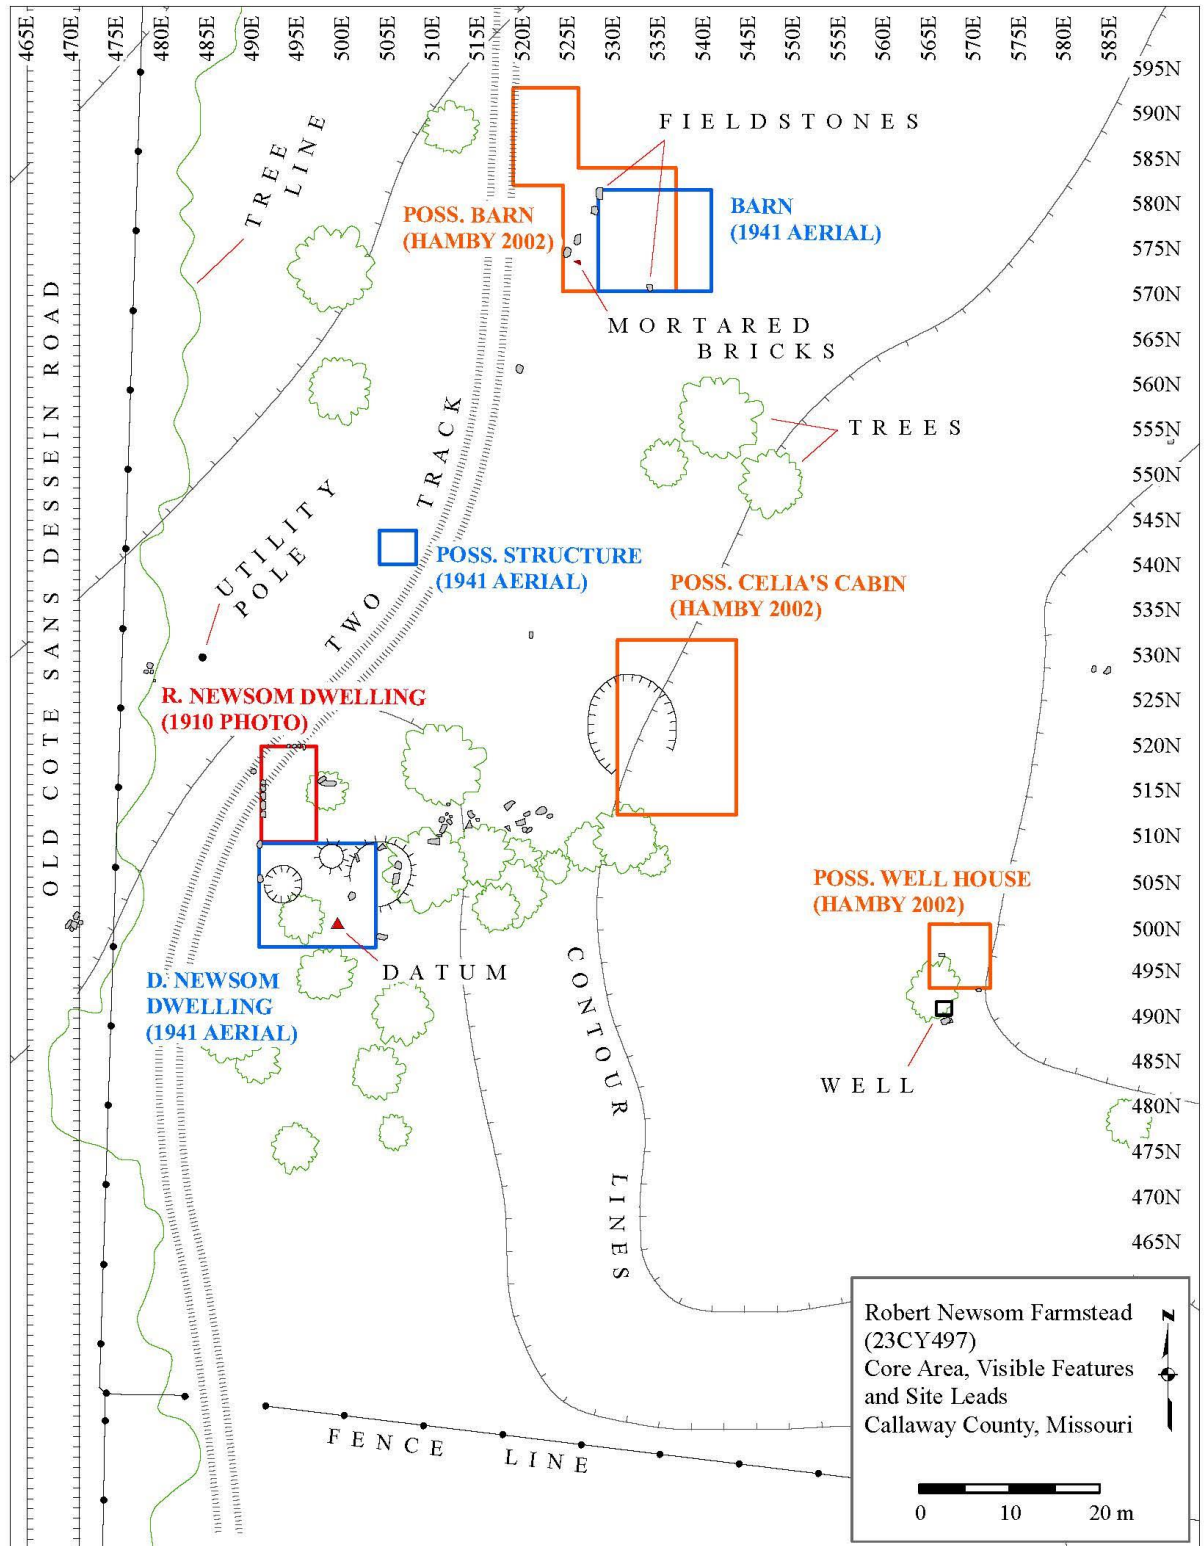 465E
470E
475E
480E
485E
490E
495E
500E
505E
510E
515E
520E
525E
530E
535E
540E
545E
550E
555E
560E
565E
570E
575E
580E
585E
595N
590N
585N
580N
575N
570N
565N
560N
555N
550N
545N
540N
535N
530N
525N
520N
515N
510N
505N
500N
495N
490N
485N
480N
475N
470N
465N
FIELDSTONES
TREE
LINE
POSS. BARN
(HAMBY 2002)
BARN
(1941 AERIAL)
MORTARED
BRICKS
TREES
OLD COTE SANS DESSEIN ROAD
TWO TRACK
UTILITY
POLE
POSS. STRUCTURE
(1941 AERIAL)
POSS. CELIA'S CABIN
(HAMBY 2002)
R. NEWSOM DWELLING
(1910 PHOTO)
POSS. WELL HOUSE
(HAMBY 2002)
DATUM
D. NEWSOM
DWELLING
(1941 AERIAL)
CONTOUR LINES
WELL
FENCE LINE
Robert Newsom Farmstead
(23CY497)
Core Area, Visible Features
and Site Leads
Callaway County, Missouri
N
0 10 20 m